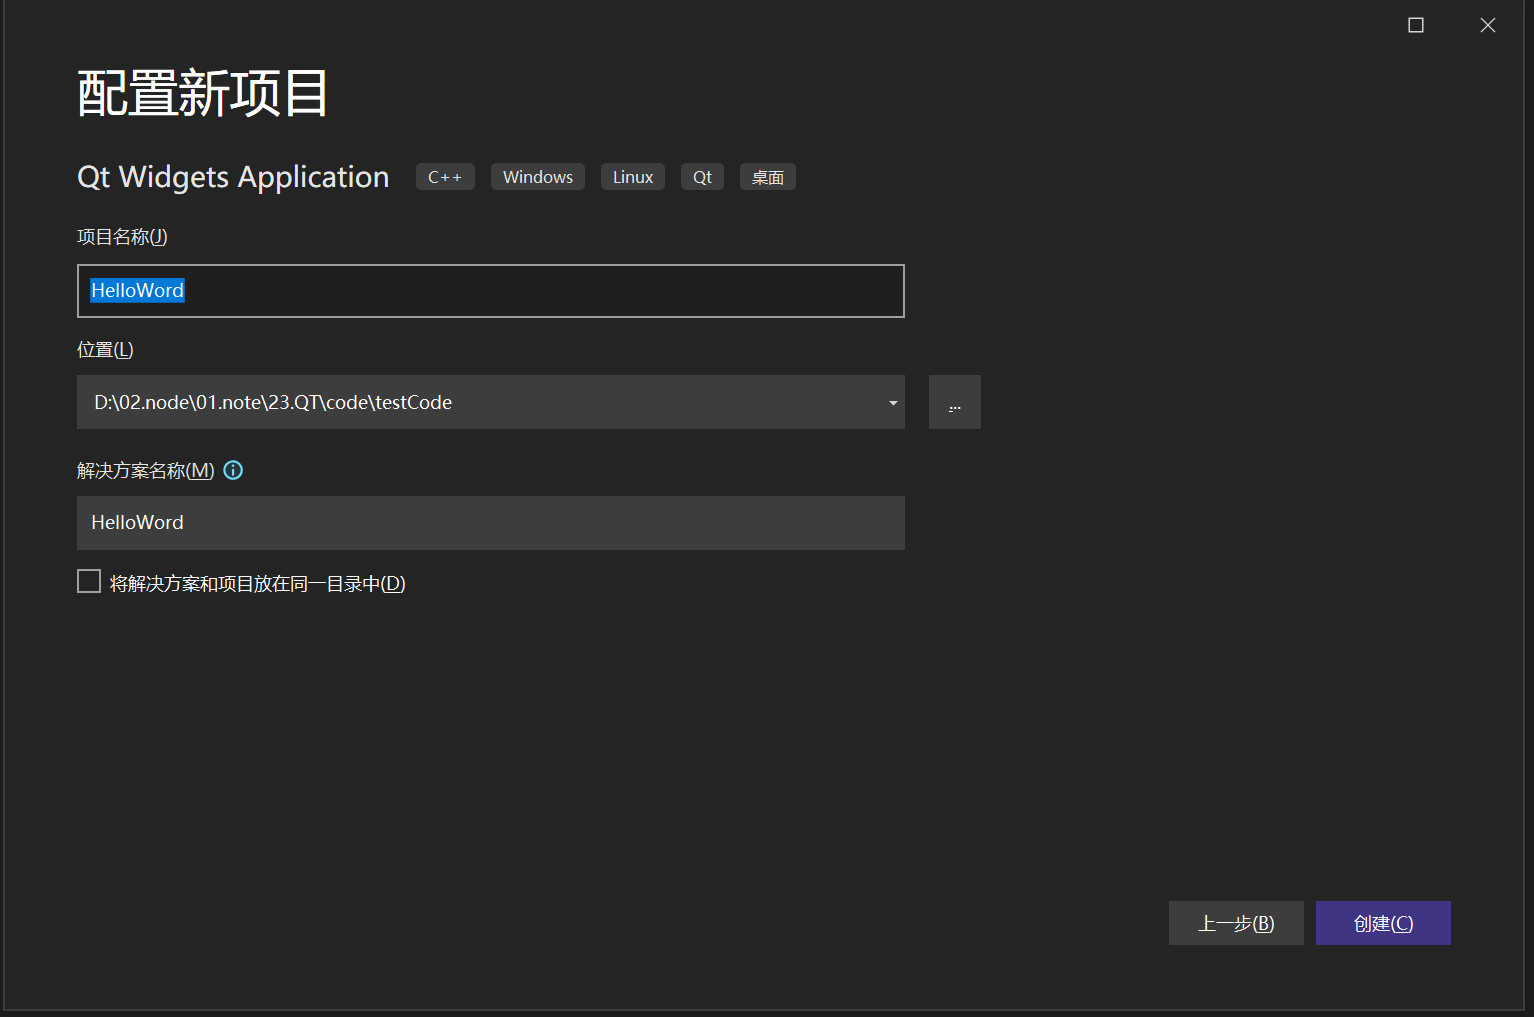 配置新项目
Qt Widgets Application C++ Windows Linux Qt 桌面
项目名称(J)
HelloWord
位置(L)
D:\02.node\01.note\23.QT\code\testCode
...
解决方案名称(M)
HelloWord
将解决方案和项目放在同一目录中(D)
上一步(B) 创建(C)